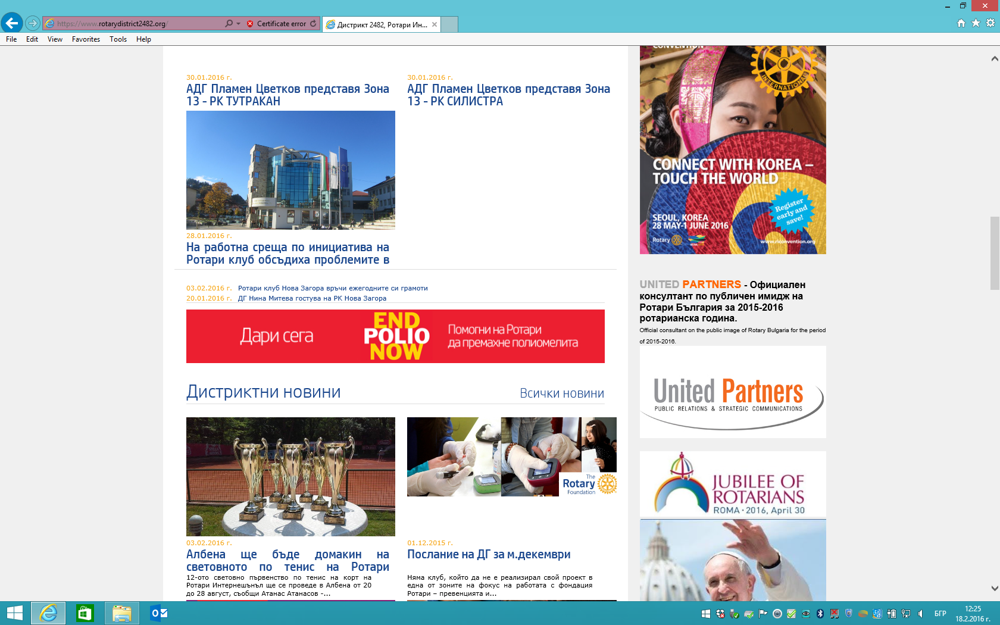 https://www.rotarydistrict2482.org/
Certificate error
Дистрикт 2482, Ротари Ин...
File Edit View Favorites Tools Help
30.01.2016 г.
АДГ Пламен Цветков представя Зона
13 - РК ТУТРАКАН
30.01.2016 г.
АДГ Пламен Цветков представя Зона
13 - РК СИЛИСТРА
28.01.2016 г.
На работна среща по инициатива на
Ротари клуб обсъдиха проблемите в
03.02.2016 г. Ротари клуб Нова Загора връчи ежегодните си грамоти
20.01.2016 г. ДГ Нина Митева гостува на РК Нова Загора
Дари сега
END
POLIO
NOW
Помогни на Ротари
да премахне полиомелита
Дистриктни новини
Всички новини
The
Rotary
Foundation
03.02.2016 г.
Албена ще бъде домакин на
световното по тенис на Ротари
12-ото световно първенство по тенис на корт на
Ротари Интернешънъл ще се проведе в Албена от 20
до 28 август, съобщи Атанас Атанасов -...
01.12.2015 г.
Послание на ДГ за м.декември
Няма клуб, който да не е реализирал свой проект в
една от зоните на фокус на работата с фондация
Ротари – превенцията и...
CONVENTION
INTERNATIONAL
CONNECT WITH KOREA –
TOUCH THE WORLD
Register
early and
save!
SEOUL, KOREA
28 MAY-1 JUNE 2016
Rotary
www.riconvention.org
UNITED PARTNERS - Официален
консултант по публичен имидж на
Ротари България за 2015-2016
ротарианска година.
Official consultant on the public image of Rotary Bulgaria for the period
of 2015-2016.
United Partners
PUBLIC RELATIONS & STRATEGIC COMMUNICATIONS
JUBILEE OF
ROTARIANS
ROMA · 2016, April 30
БГР
12:25
18.2.2016 г.